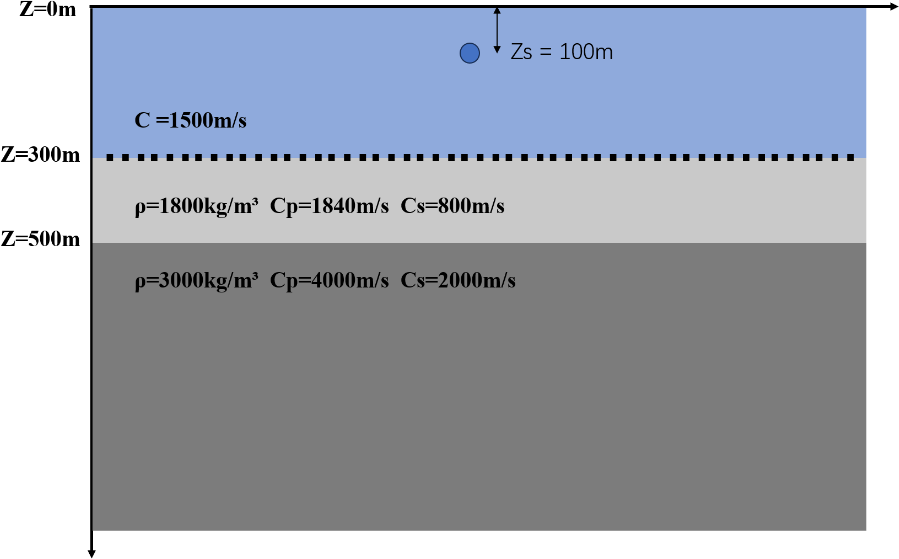 Z=0m
Zs = 100m
C =1500m/s
Z=300m
ρ=1800kg/m³ Cp=1840m/s Cs=800m/s
Z=500m
ρ=3000kg/m³ Cp=4000m/s Cs=2000m/s